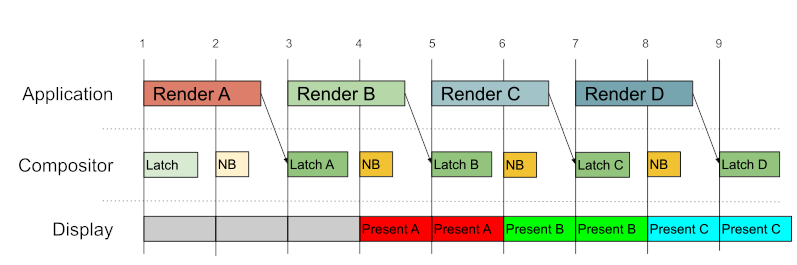 1 2 3 4 5 6 7 8 9
Application Render A Render B Render C Render D
Compositor Latch NB Latch A NB Latch B NB Latch C NB Latch D
Display Present A Present A Present B Present B Present C Present C